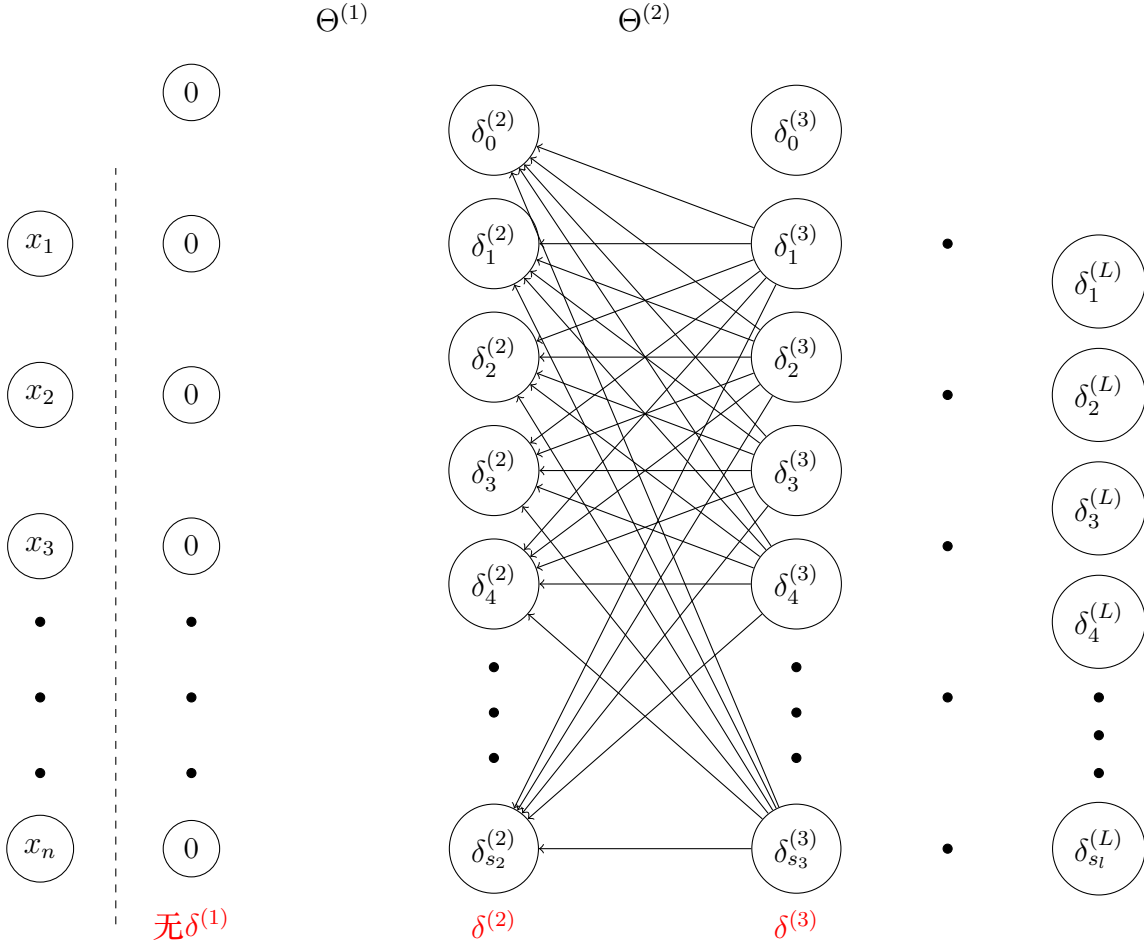 Θ^{(1)} Θ^{(2)}
0 δ_0^{(2)} δ_0^{(3)}
x_1 0 δ_1^{(2)} δ_1^{(3)} δ_1^{(L)}
x_2 0 δ_2^{(2)} δ_2^{(3)} δ_2^{(L)}
δ_3^{(2)} δ_3^{(3)} δ_3^{(L)}
x_3 0 δ_4^{(2)} δ_4^{(3)} δ_4^{(L)}
x_n 0 δ_{s_2}^{(2)} δ_{s_3}^{(3)} δ_{s_l}^{(L)}
无δ^{(1)} δ^{(2)} δ^{(3)}